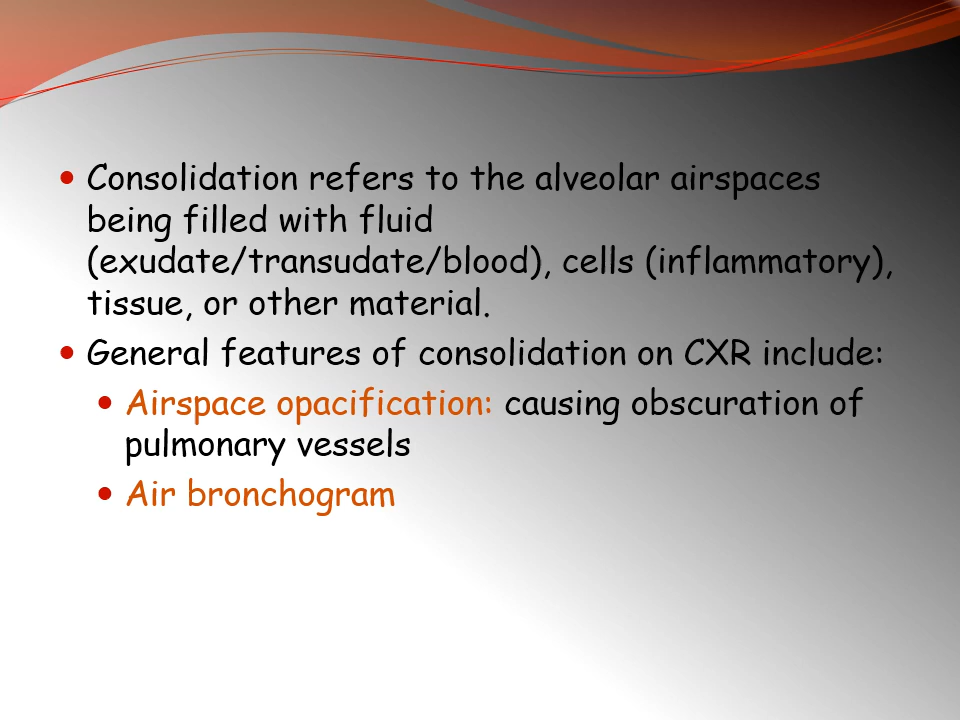 • Consolidation refers to the alveolar airspaces
being filled with fluid
(exudate/transudate/blood), cells (inflammatory),
tissue, or other material.
• General features of consolidation on CXR include:
• Airspace opacification: causing obscuration of
pulmonary vessels
• Air bronchogram